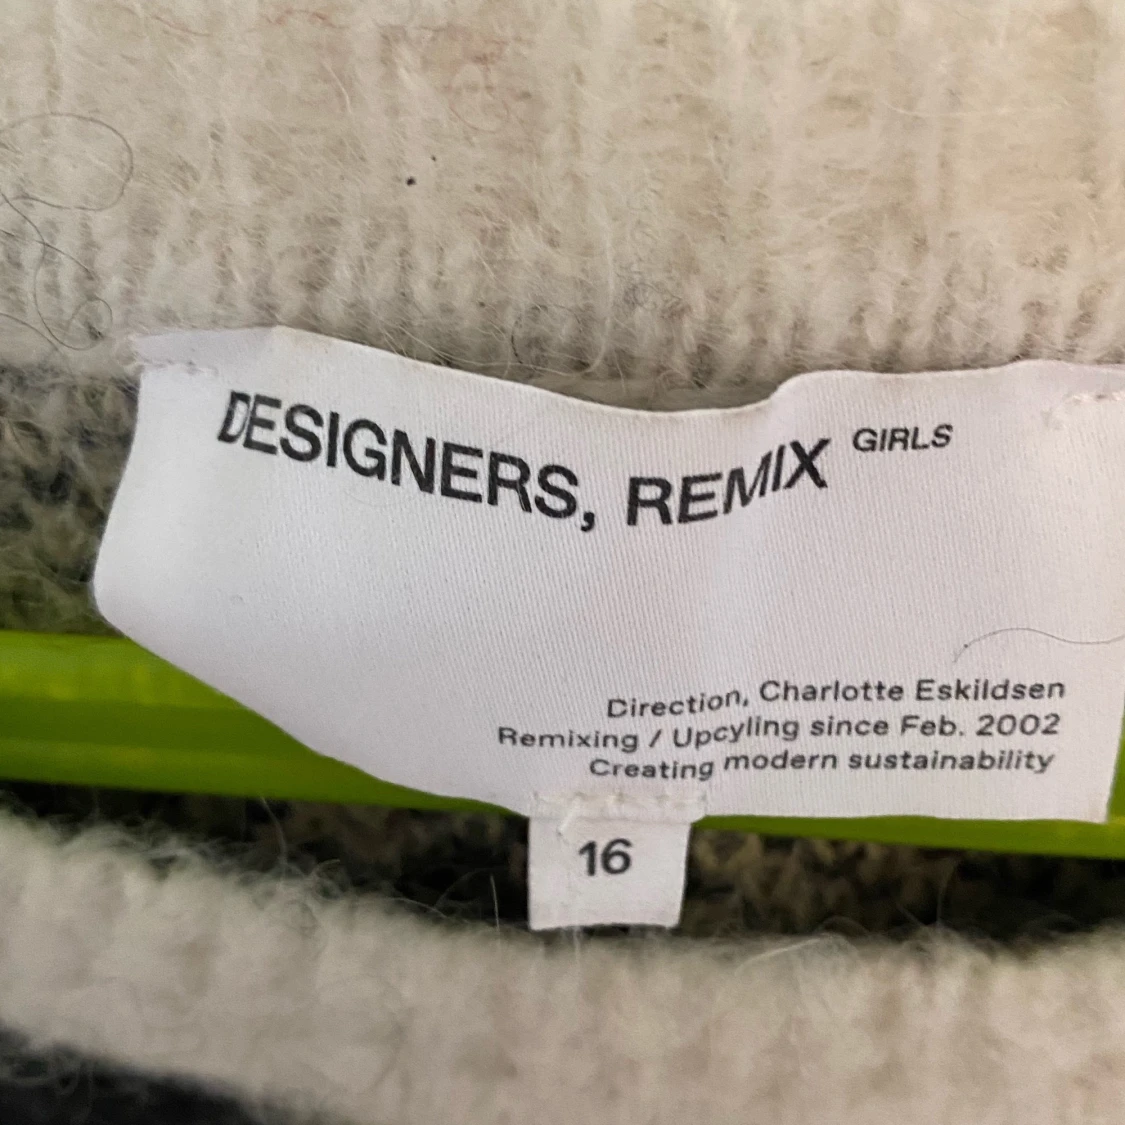 DESIGNERS, REMIX GIRLS
Direction, Charlotte Eskildsen
Remixing / Upcyling since Feb. 2002
Creating modern sustainability
16